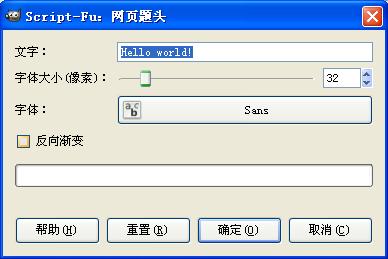 Script-Fu: 网页题头
文字：
Hello world!
字体大小(像素)：
32
字体：
Sans
反向渐变
帮助(H) 重置(R) 确定(O) 取消(C)